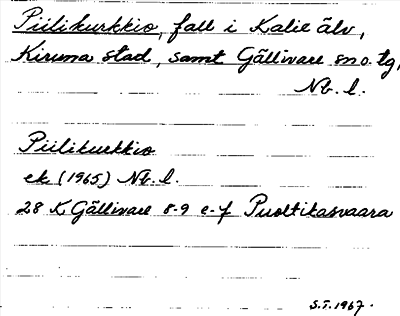 Piilikurkkio, fall i Kalix älv,
Kiruna stad, samt Gällivare sn o. tg,
Nb. l.
Piilikurkkio
ek (1965) Nb. l.
28 K Gällivare 8-9 e-f Puoltikasvaara
S.T. 1967.